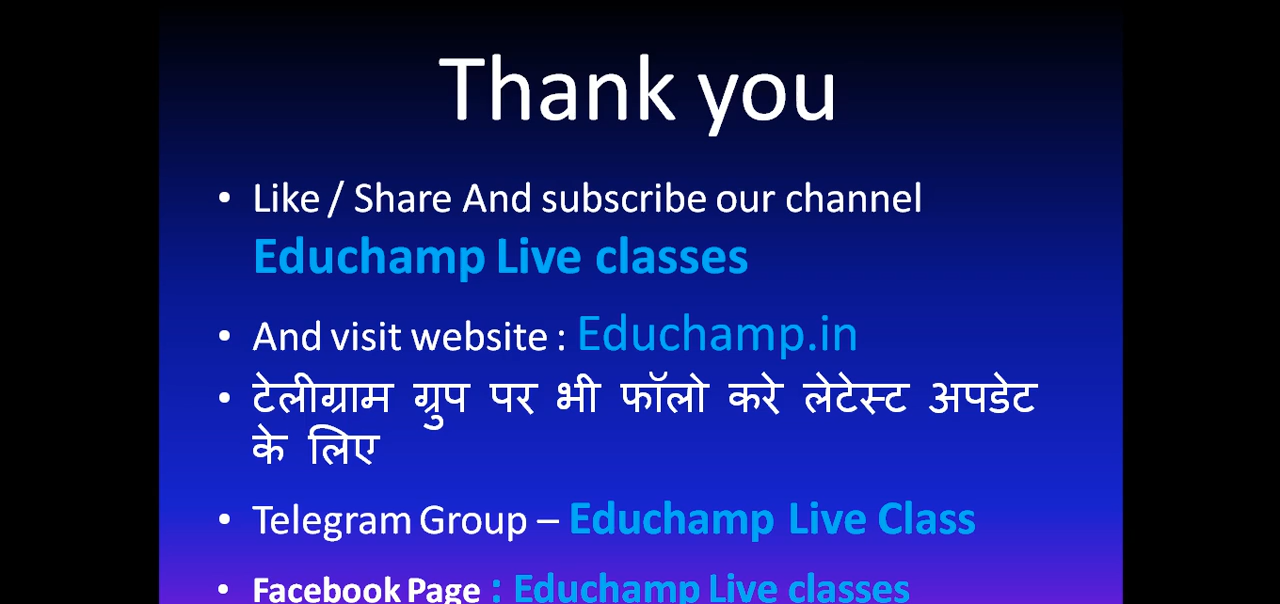 Thank you
• Like / Share And subscribe our channel
Educhamp Live classes
• And visit website : Educhamp.in
• टेलीग्राम ग्रुप पर भी फॉलो करे लेटेस्ट अपडेट
के लिए
• Telegram Group – Educhamp Live Class
• Facebook Page : Educhamp Live classes